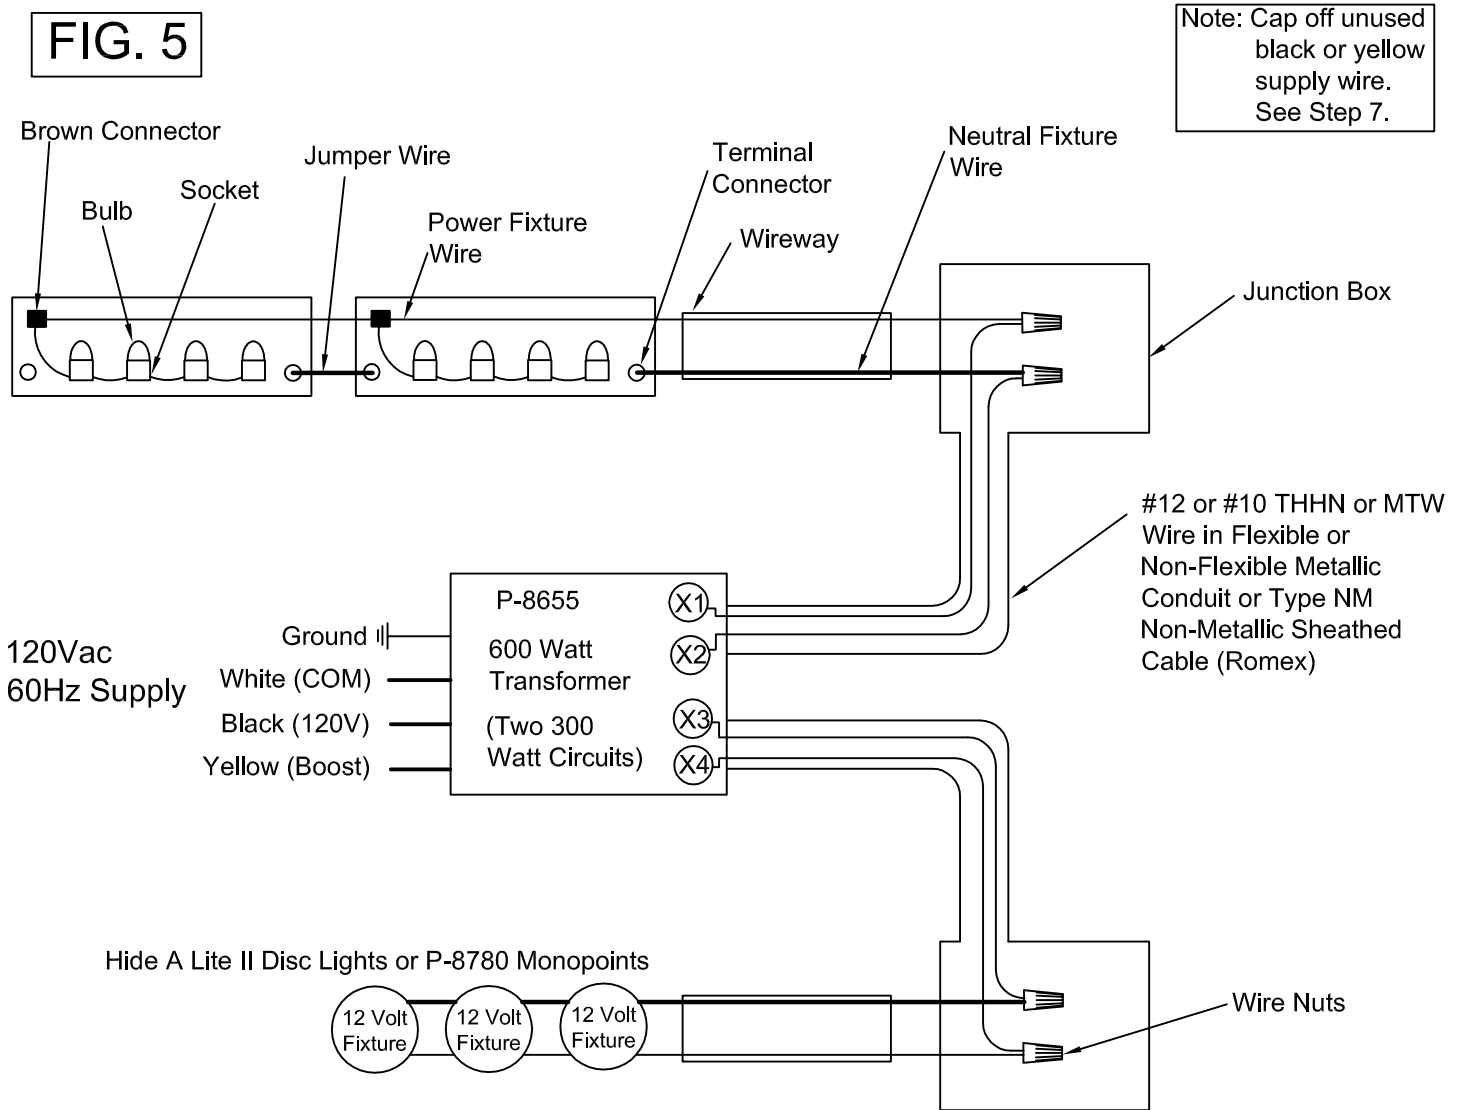 FIG. 5
Note: Cap off unused
black or yellow
supply wire.
See Step 7.
Brown Connector
Jumper Wire
Socket
Bulb
Power Fixture
Wire
Terminal
Connector
Wireway
Neutral Fixture
Wire
Junction Box
#12 or #10 THHN or MTW
Wire in Flexible or
Non-Flexible Metallic
Conduit or Type NM
Non-Metallic Sheathed
Cable (Romex)
120Vac
60Hz Supply
Ground
White (COM)
Black (120V)
Yellow (Boost)
P-8655
600 Watt
Transformer
(Two 300
Watt Circuits)
X1
X2
X3
X4
Hide A Lite II Disc Lights or P-8780 Monopoints
12 Volt
Fixture
12 Volt
Fixture
12 Volt
Fixture
Wire Nuts